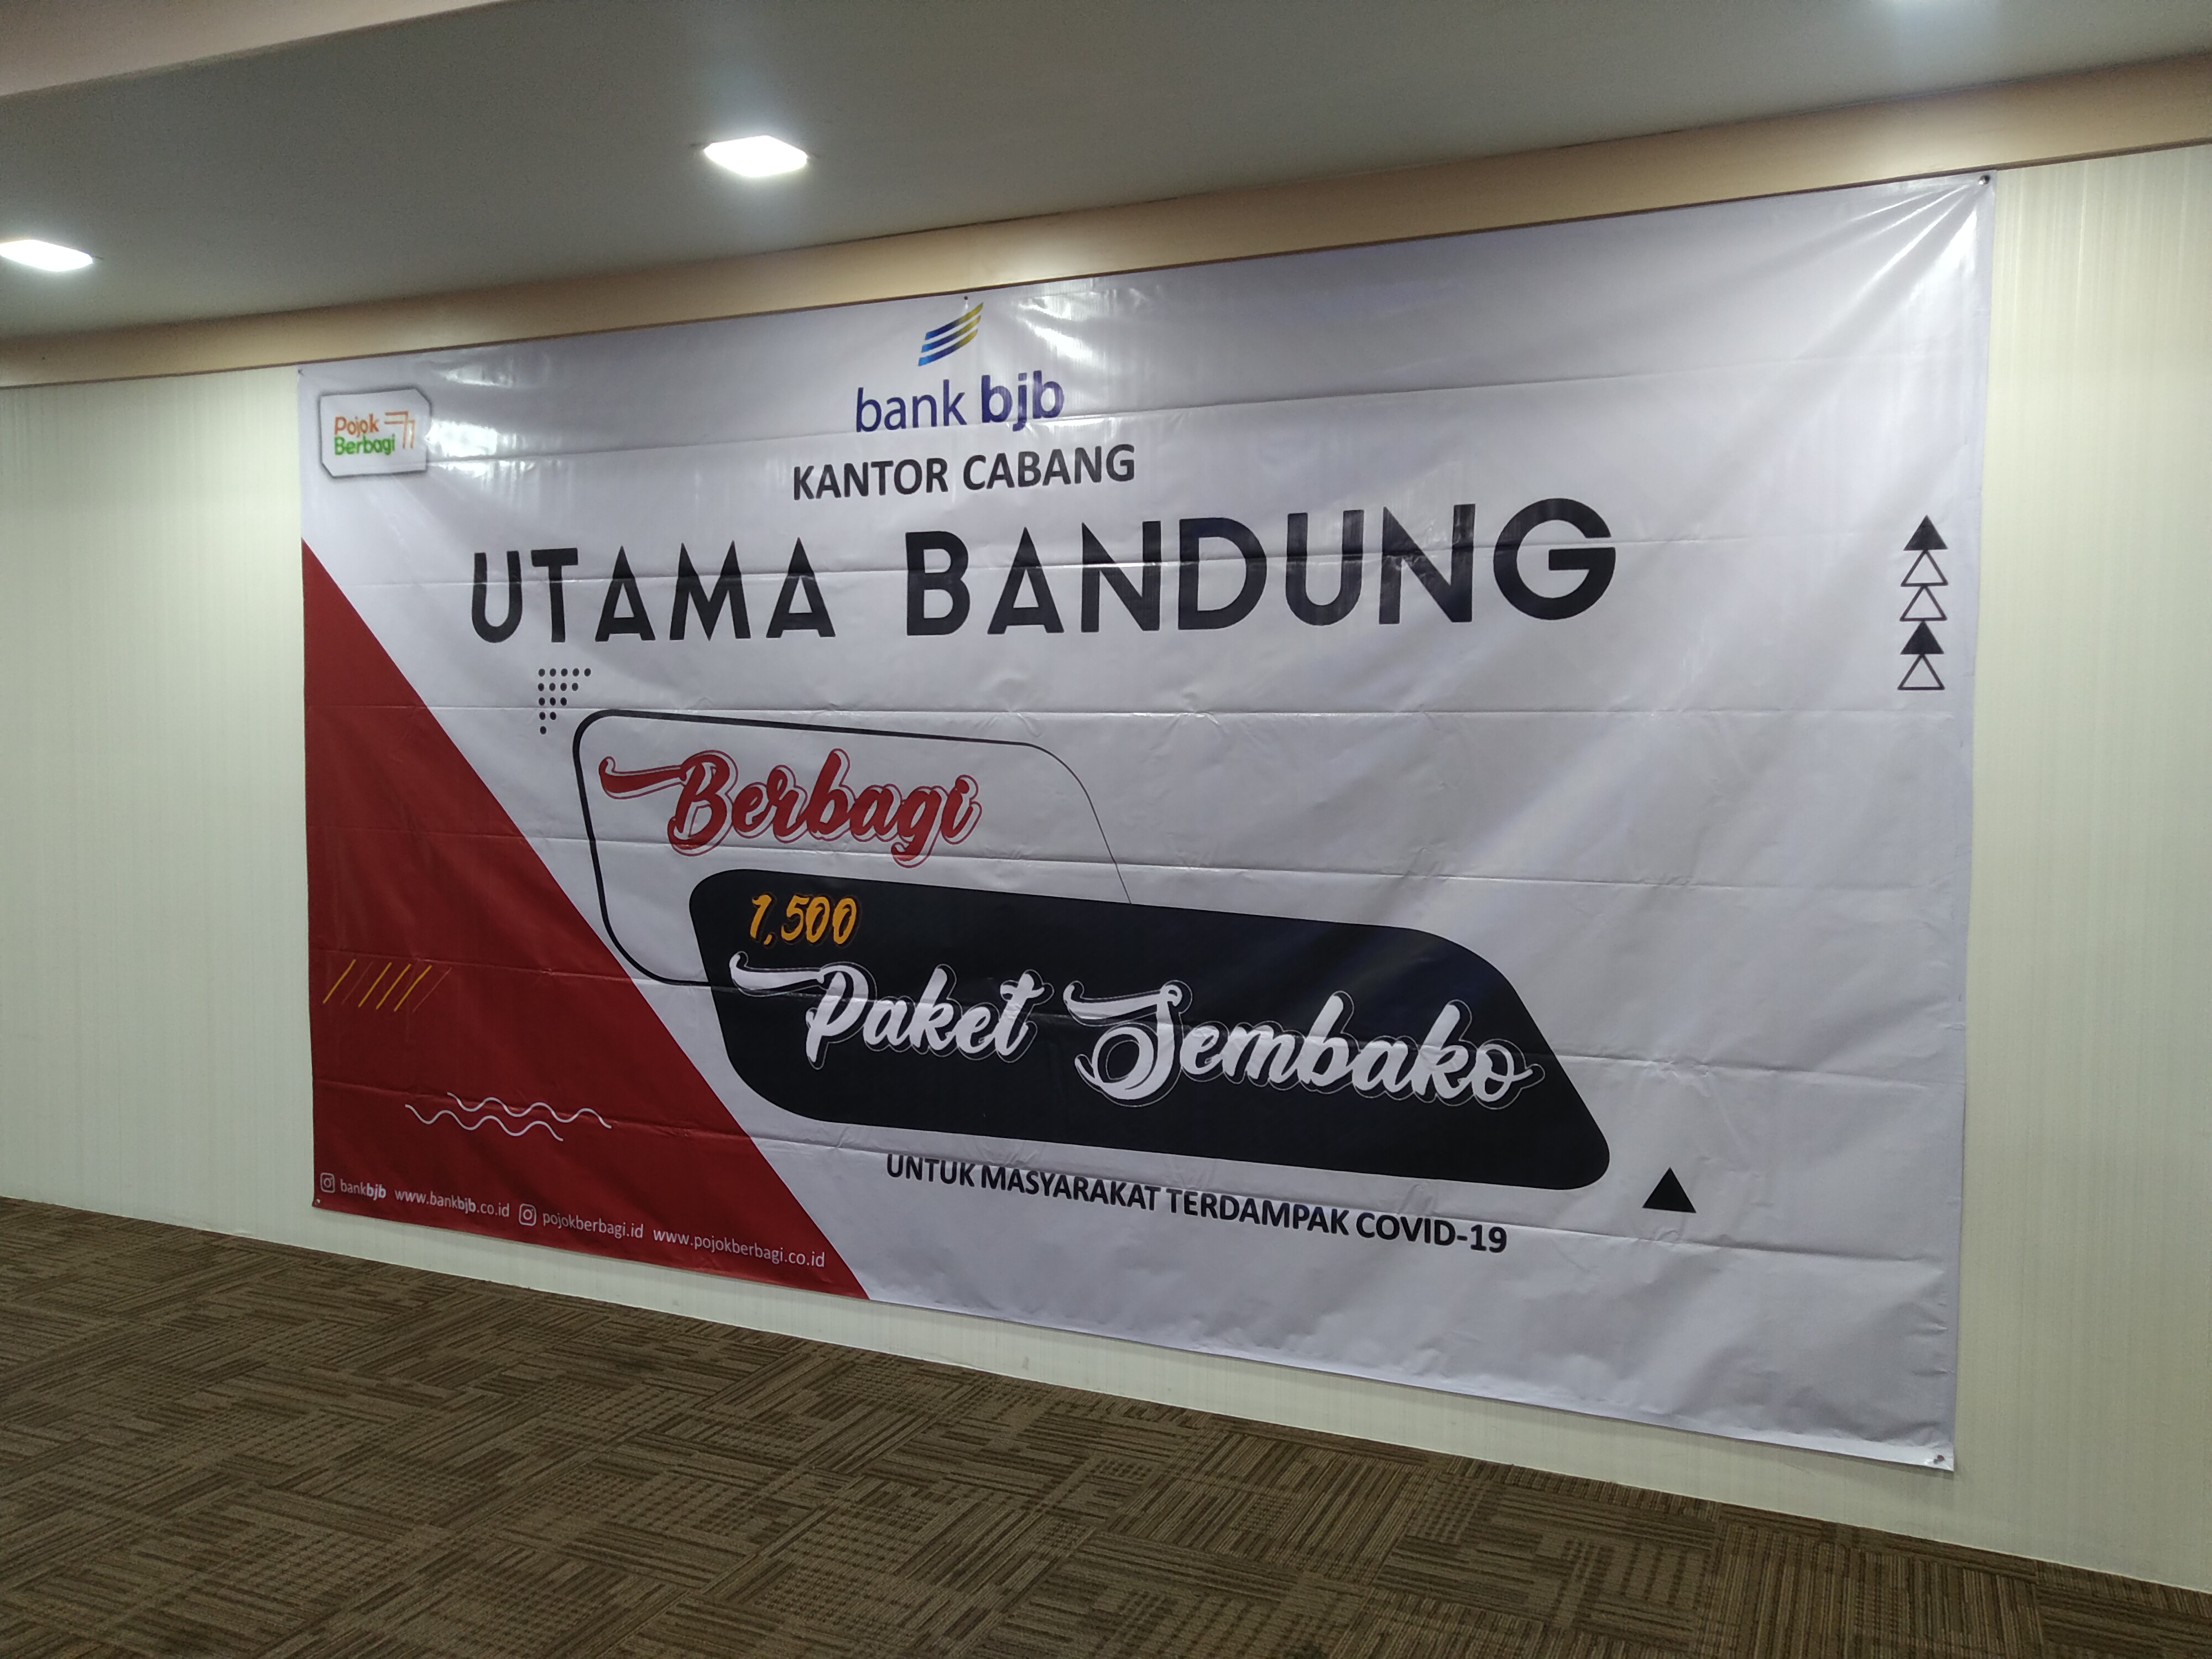 Pojok
Berbagi
bank bjb
KANTOR CABANG
UTAMA BANDUNG
Berbagi
1,500
Paket Sembako
UNTUK MASYARAKAT TERDAMPAK COVID-19
bankbjb www.bankbjb.co.id pojokberbagi.id www.pojokberbagi.co.id